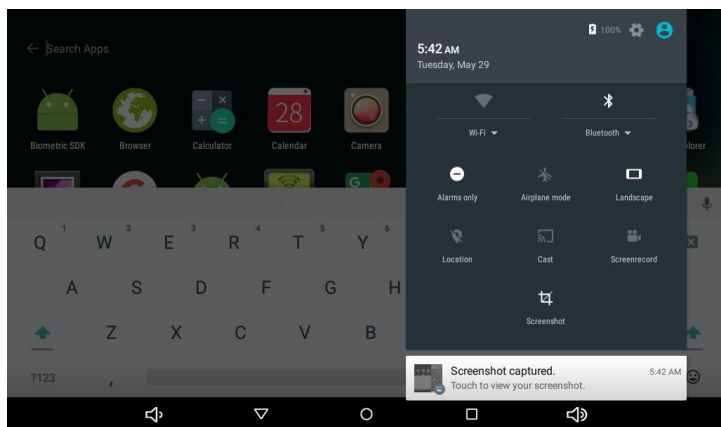 Search Apps
100%
5:42 AM
Tuesday, May 29
Biometric SDK
Browser
Calculator
28
Calendar
Camera
lorer
Wi-Fi
Bluetooth
Alarms only
Airplane mode
Landscape
Location
Cast
Screenrecord
Screenshot
Q 1 W 2 E 3 R 4 T 5 Y 6
A S D F G H
Z X C V B
?123 ,
Screenshot captured. 5:42 AM
Touch to view your screenshot.